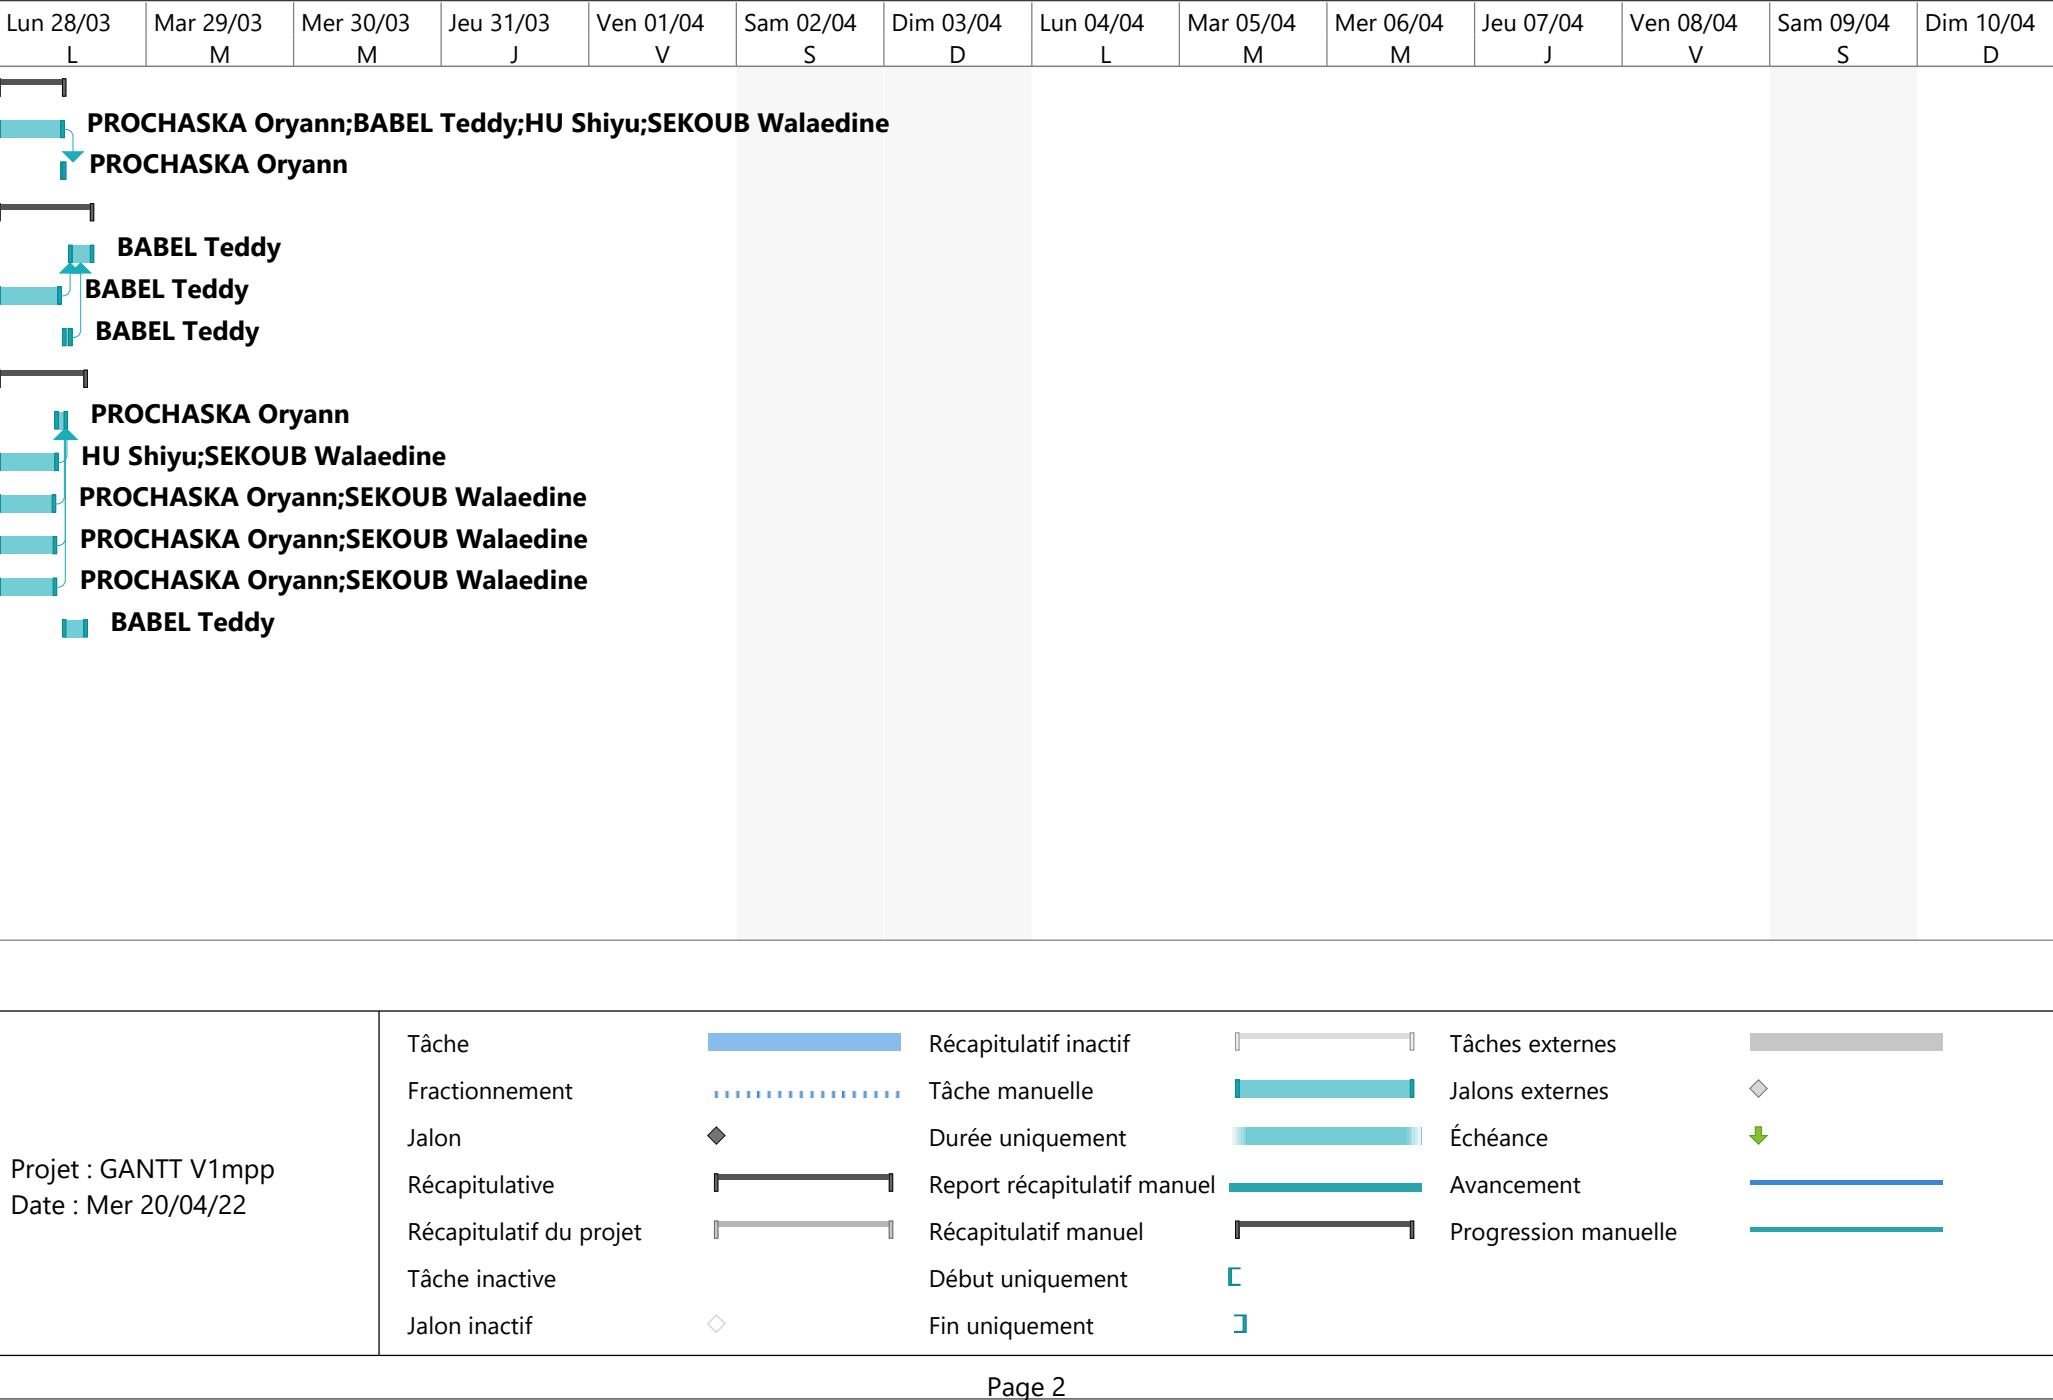 Lun 28/03 Mar 29/03 Mer 30/03 Jeu 31/03 Ven 01/04 Sam 02/04 Dim 03/04 Lun 04/04 Mar 05/04 Mer 06/04 Jeu 07/04 Ven 08/04 Sam 09/04 Dim 10/04
L M M J V S D L M M J V S D
PROCHASKA Oryann;BABEL Teddy;HU Shiyu;SEKOUB Walaedine
PROCHASKA Oryann
BABEL Teddy
BABEL Teddy
BABEL Teddy
PROCHASKA Oryann
HU Shiyu;SEKOUB Walaedine
PROCHASKA Oryann;SEKOUB Walaedine
PROCHASKA Oryann;SEKOUB Walaedine
PROCHASKA Oryann;SEKOUB Walaedine
BABEL Teddy
Projet : GANTT V1mpp
Date : Mer 20/04/22
Tâche
Fractionnement
Jalon
Récapitulative
Récapitulatif du projet
Tâche inactive
Jalon inactif
Récapitulatif inactif
Tâche manuelle
Durée uniquement
Report récapitulatif manuel
Récapitulatif manuel
Début uniquement
Fin uniquement
Tâches externes
Jalons externes
Échéance
Avancement
Progression manuelle
Page 2